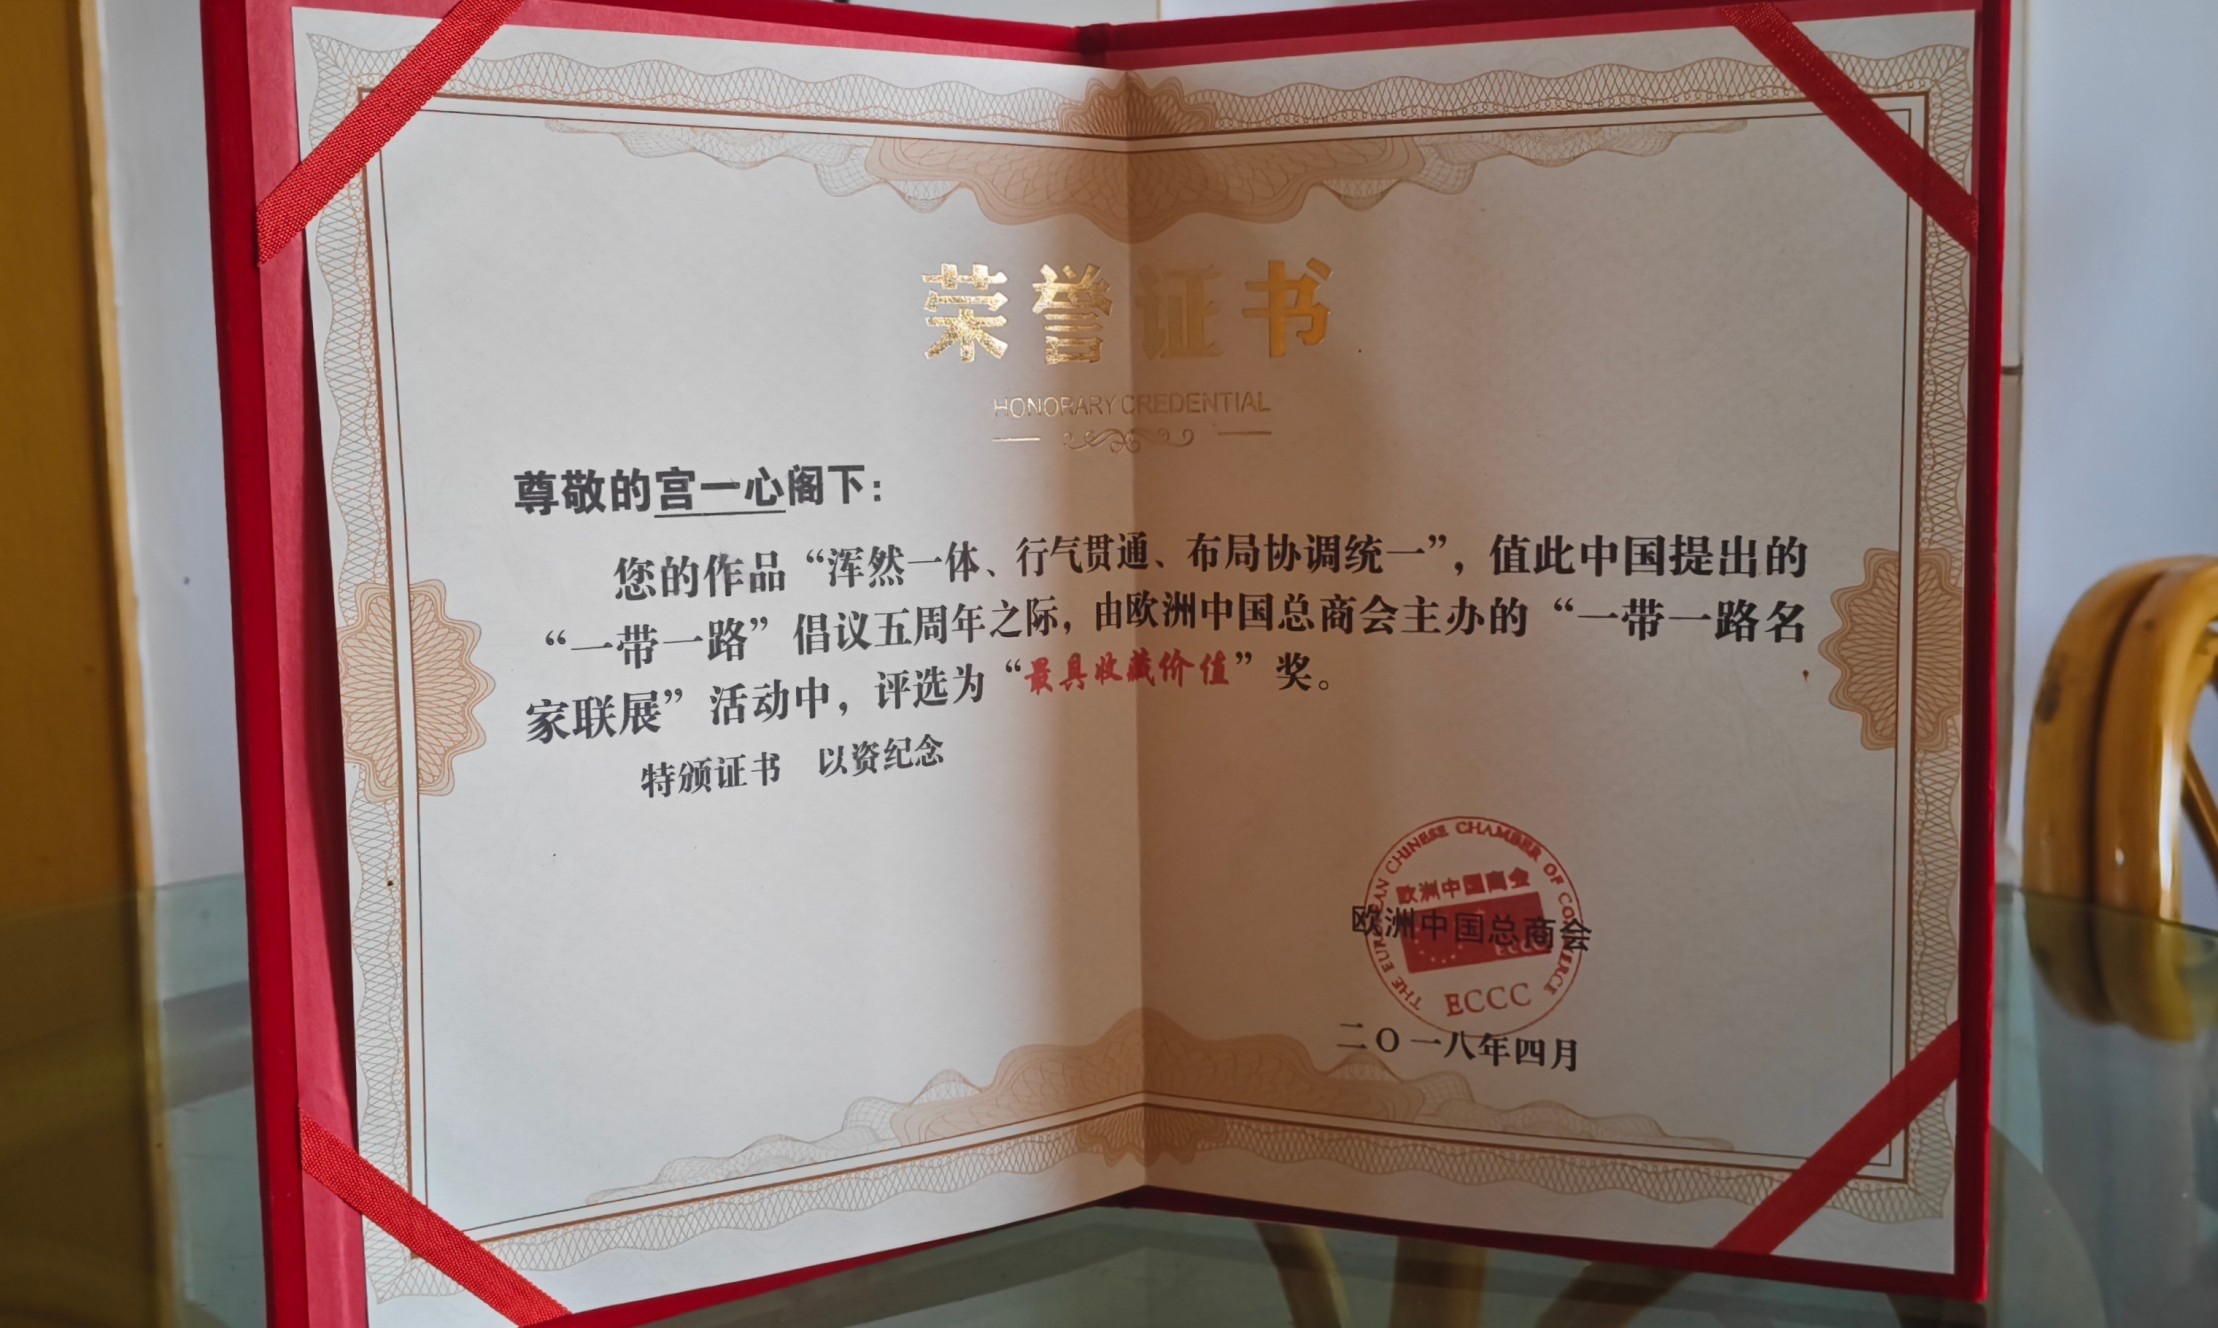 荣誉证书
HONORARY CREDENTIAL
尊敬的宫一心阁下：
您的作品“浑然一体、行气贯通、布局协调统一”，值此中国提出的
“一带一路”倡议五周年之际，由欧洲中国总商会主办的“一带一路名
家联展”活动中，评选为“最具收藏价值”奖。
特颁证书 以资纪念
THE EUROPEAN CHINESE CHAMBER OF COMMERCE
欧洲中国商会
欧洲中国总商会
ECCC
ECCC
二〇一八年四月